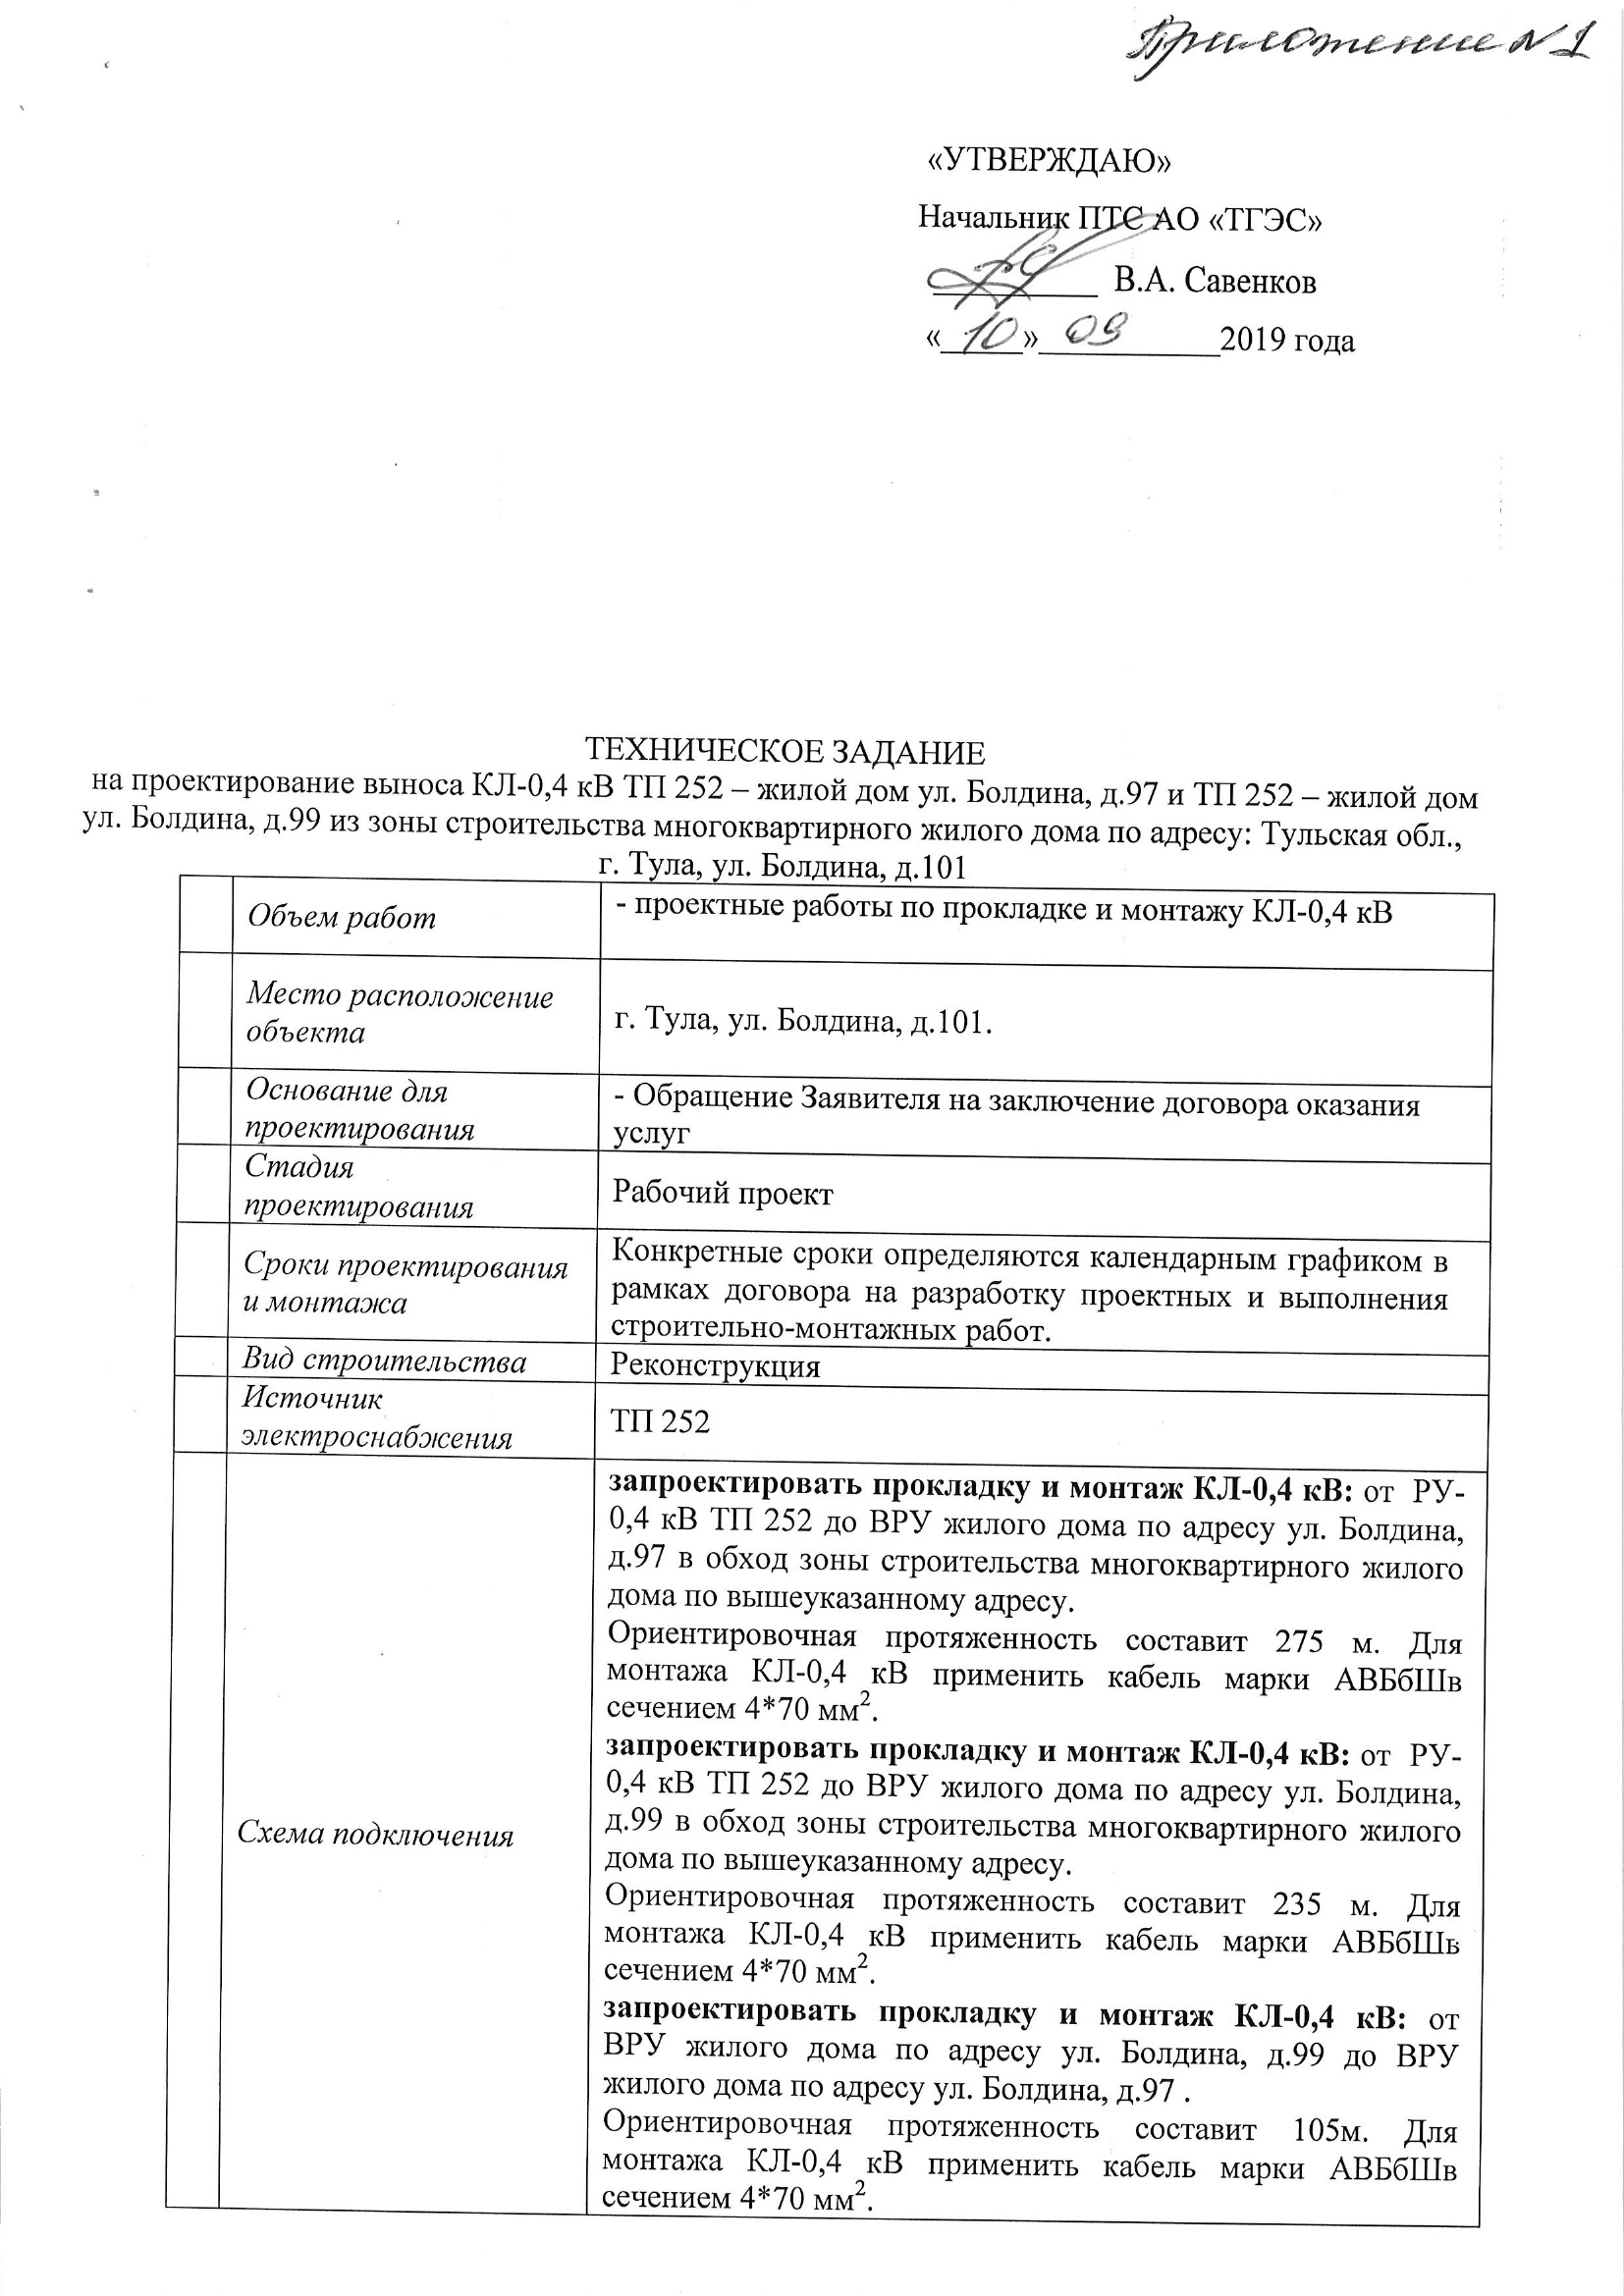 Приложение N 1
«УТВЕРЖДАЮ»
Начальник ПТС АО «ТГЭС»
В.А. Савенков
«10» 09 2019 года
ТЕХНИЧЕСКОЕ ЗАДАНИЕ
на проектирование выноса КЛ-0,4 кВ ТП 252 – жилой дом ул. Болдина, д.97 и ТП 252 – жилой дом
ул. Болдина, д.99 из зоны строительства многоквартирного жилого дома по адресу: Тульская обл.,
г. Тула, ул. Болдина, д.101
Объем работ
- проектные работы по прокладке и монтажу КЛ-0,4 кВ
Место расположение
объекта
г. Тула, ул. Болдина, д.101.
Основание для
проектирования
- Обращение Заявителя на заключение договора оказания
услуг
Стадия
проектирования
Рабочий проект
Сроки проектирования
и монтажа
Конкретные сроки определяются календарным графиком в
рамках договора на разработку проектных и выполнения
строительно-монтажных работ.
Вид строительства
Реконструкция
Источник
электроснабжения
ТП 252
Схема подключения
запроектировать прокладку и монтаж КЛ-0,4 кВ: от РУ-
0,4 кВ ТП 252 до ВРУ жилого дома по адресу ул. Болдина,
д.97 в обход зоны строительства многоквартирного жилого
дома по вышеуказанному адресу.
Ориентировочная протяженность составит 275 м. Для
монтажа КЛ-0,4 кВ применить кабель марки АВБбШв
сечением 4*70 мм².
запроектировать прокладку и монтаж КЛ-0,4 кВ: от РУ-
0,4 кВ ТП 252 до ВРУ жилого дома по адресу ул. Болдина,
д.99 в обход зоны строительства многоквартирного жилого
дома по вышеуказанному адресу.
Ориентировочная протяженность составит 235 м. Для
монтажа КЛ-0,4 кВ применить кабель марки АВБбШв
сечением 4*70 мм².
запроектировать прокладку и монтаж КЛ-0,4 кВ: от
ВРУ жилого дома по адресу ул. Болдина, д.99 до ВРУ
жилого дома по адресу ул. Болдина, д.97 .
Ориентировочная протяженность составит 105м. Для
монтажа КЛ-0,4 кВ применить кабель марки АВБбШв
сечением 4*70 мм².